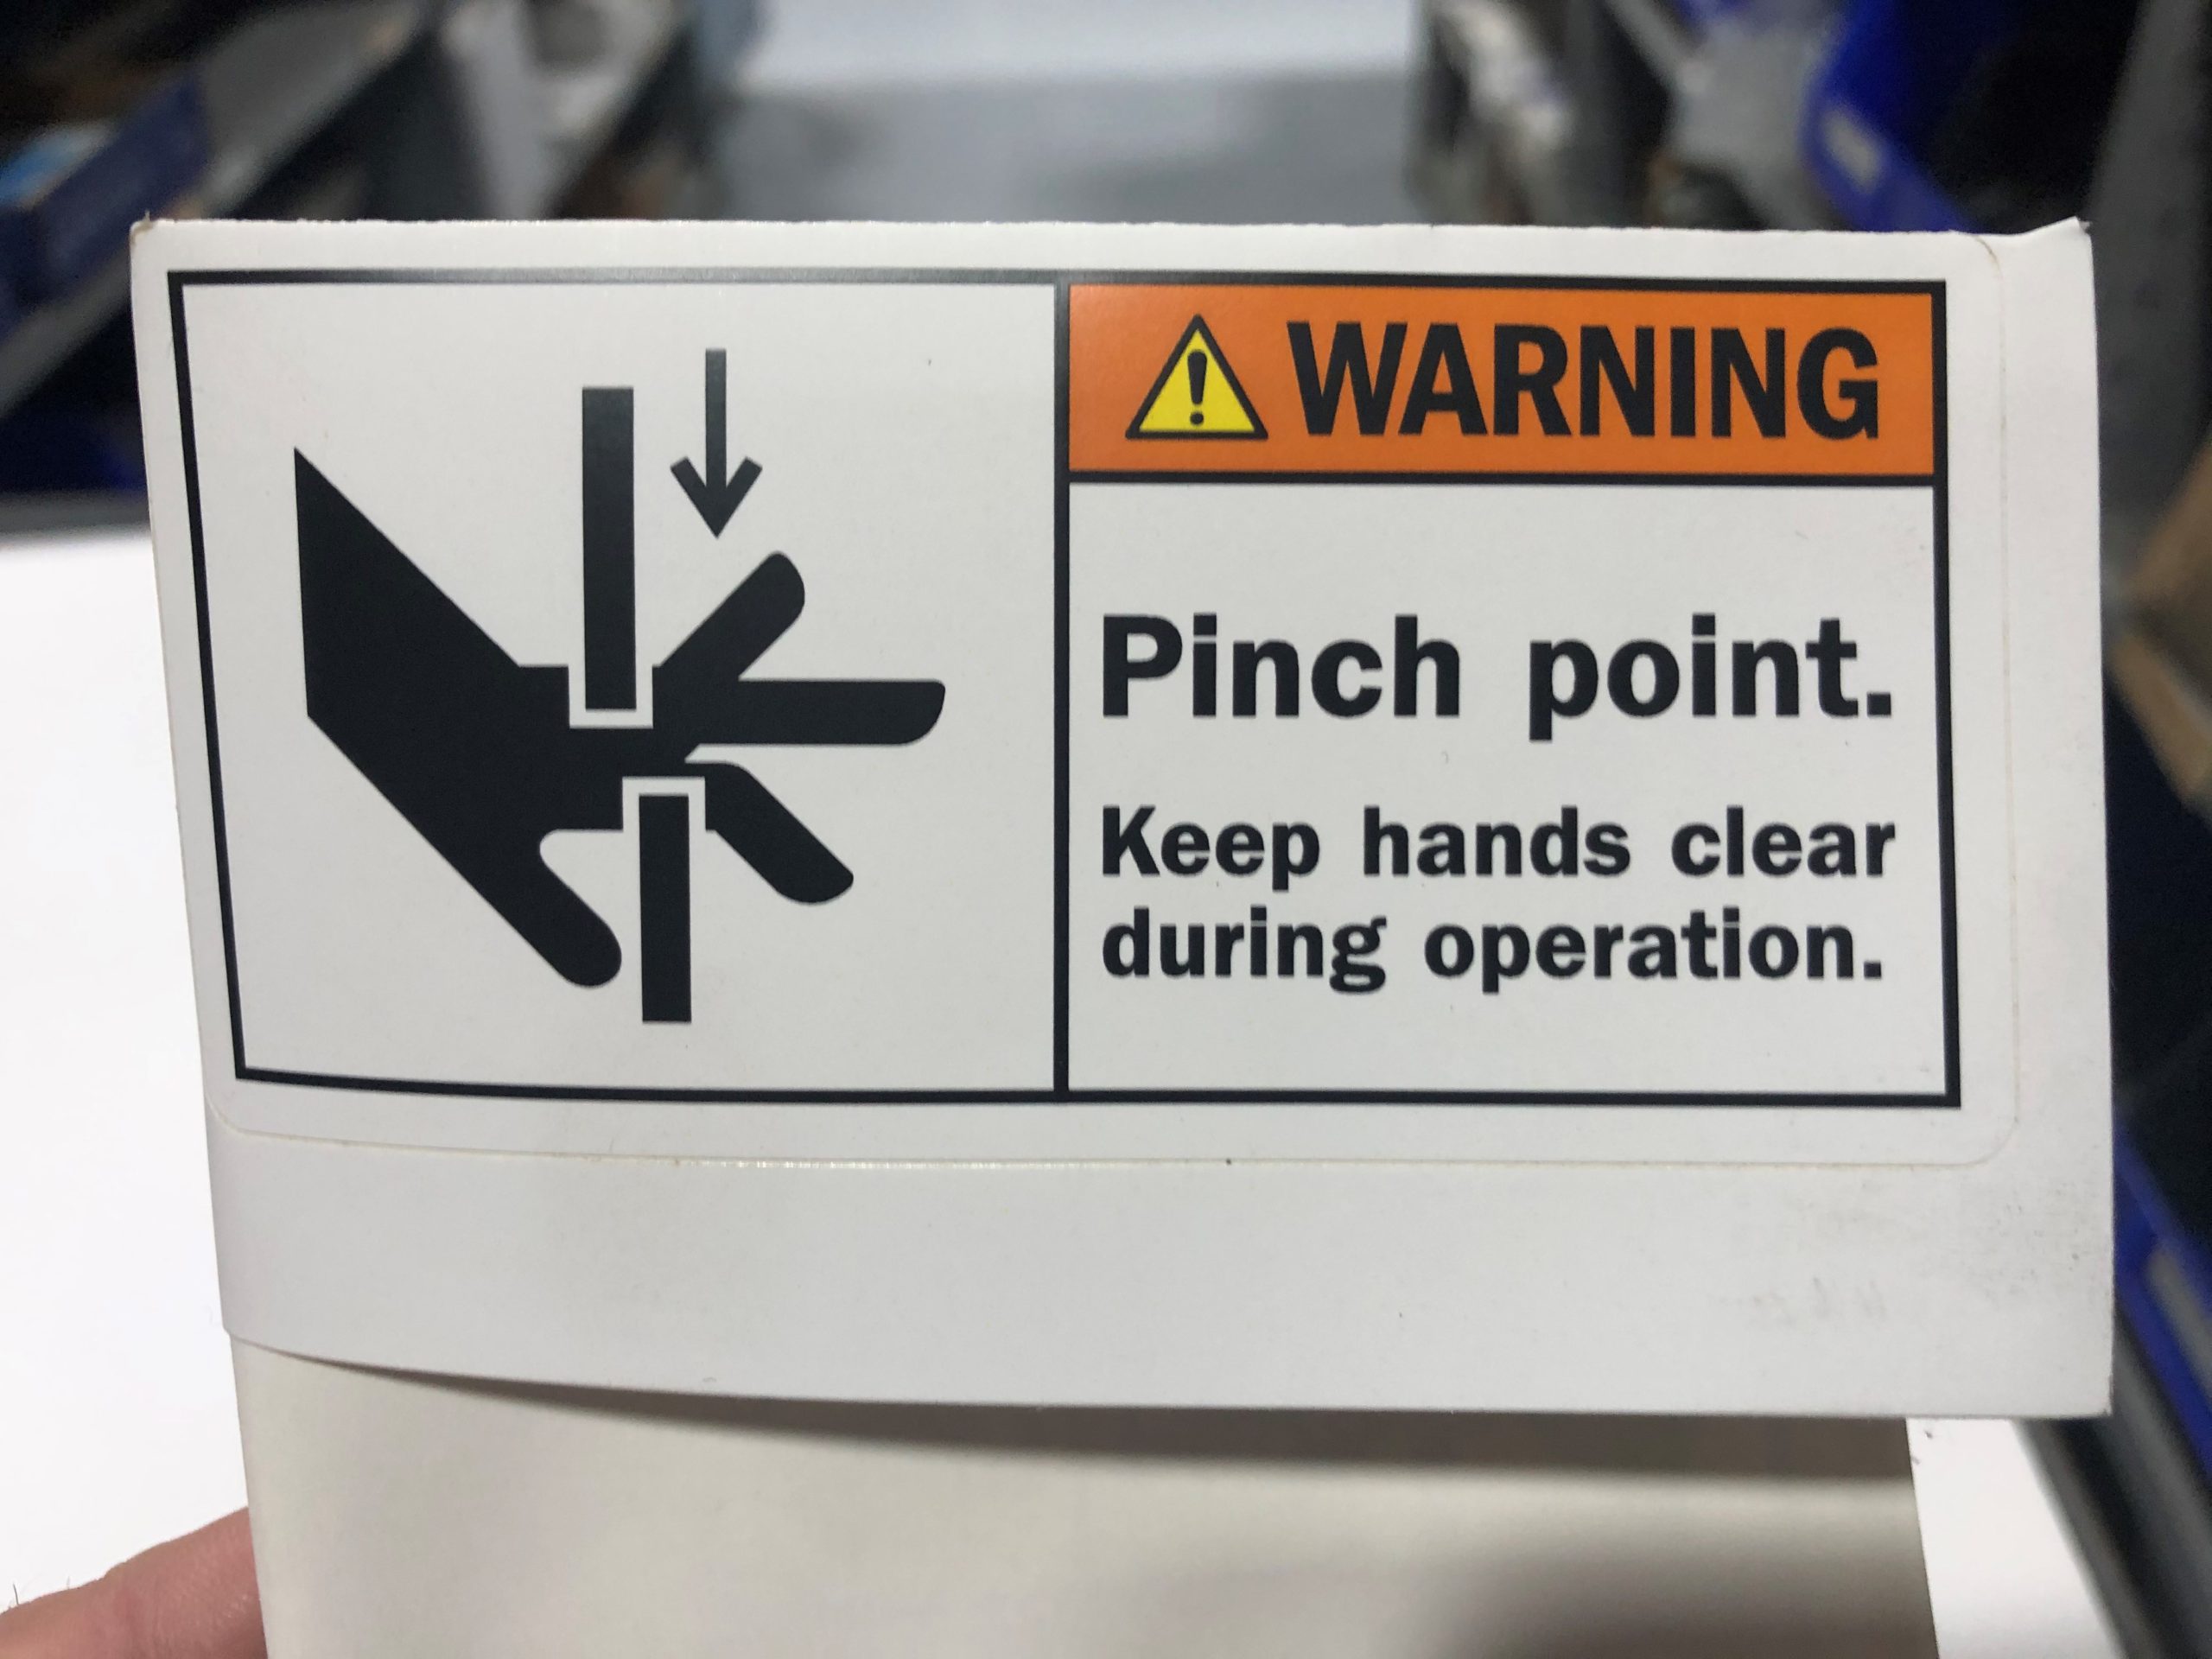 WARNING
Pinch point.
Keep hands clear
during operation.